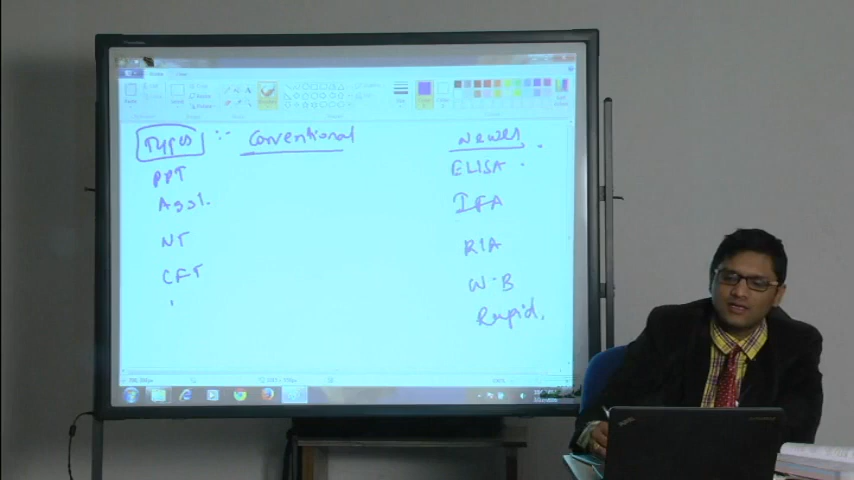 Types :- Conventional
Newer
PPT
ELISA
Aggl.
IFA
NT
RIA
CFT
W-B
Rapid.